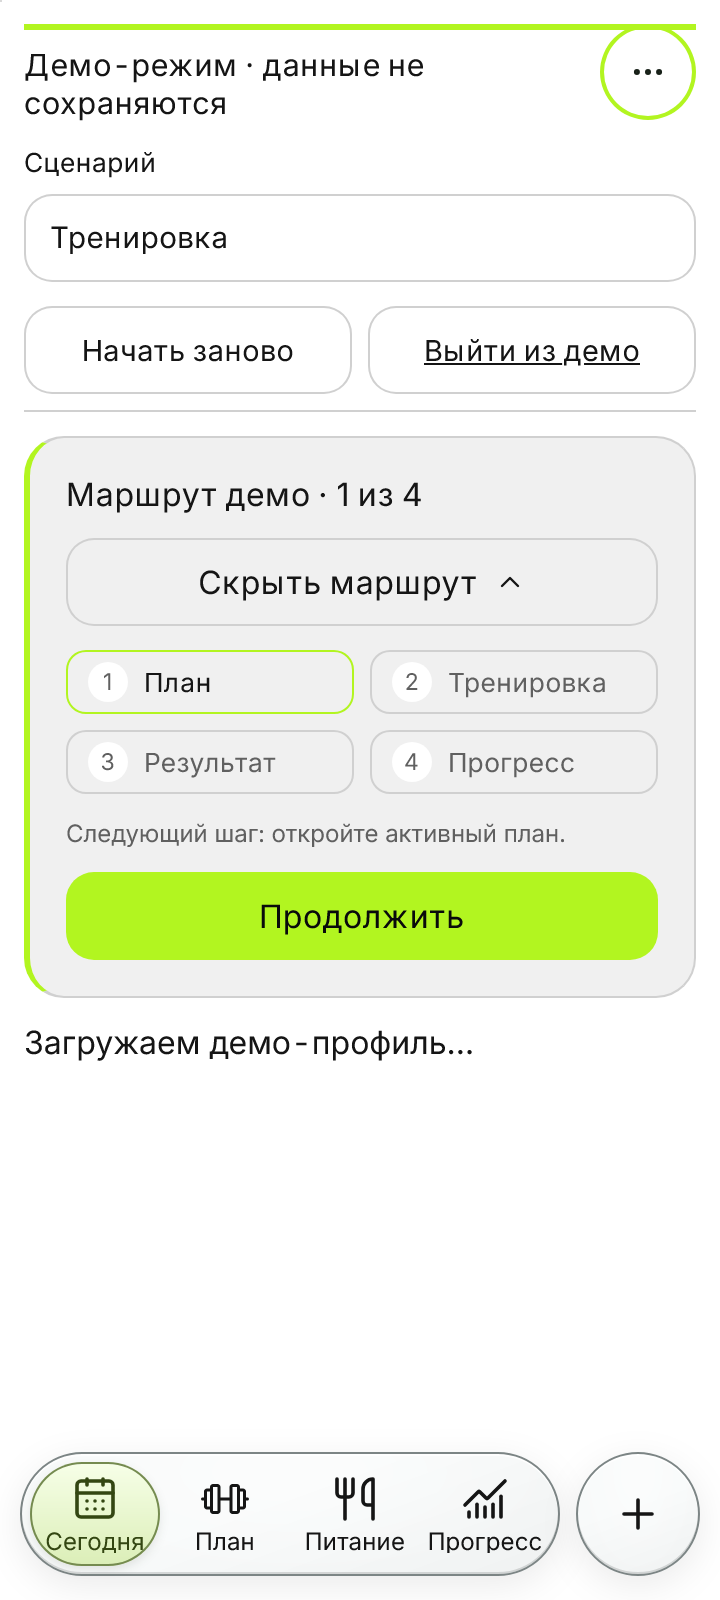 Демо-режим · данные не
сохраняются
Сценарий
Тренировка
Начать заново
Выйти из демо
Маршрут демо · 1 из 4
Скрыть маршрут
1 План
2 Тренировка
3 Результат
4 Прогресс
Следующий шаг: откройте активный план.
Продолжить
Загружаем демо-профиль...
Сегодня
План
Питание
Прогресс